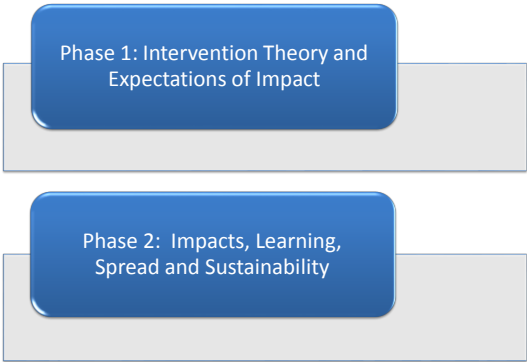 Phase 1: Intervention Theory and
Expectations of Impact
Phase 2:  Impacts, Learning,
Spread and Sustainability